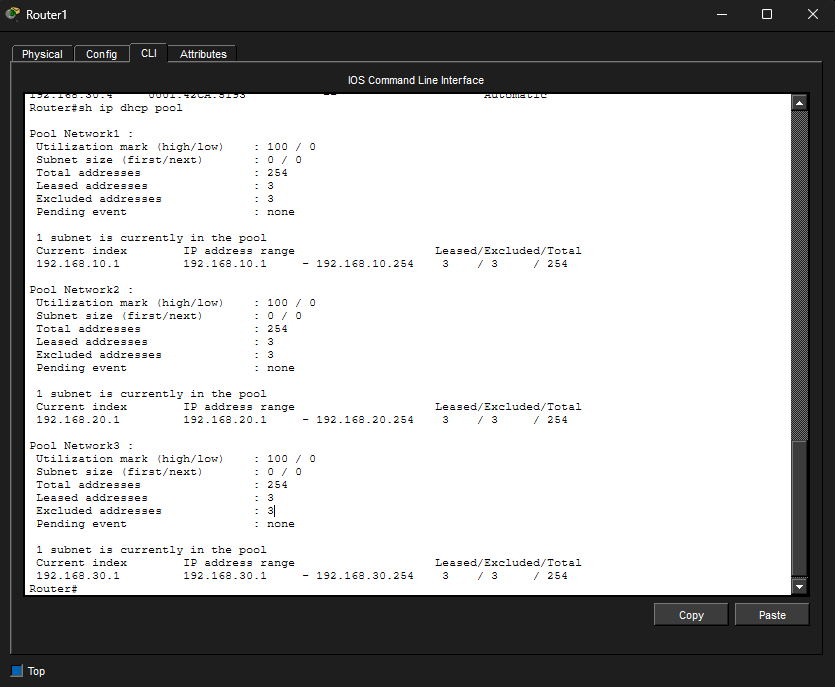 Router1
Physical Config CLI Attributes
IOS Command Line Interface
192.168.30.4 0001.42CA.5193 -- Automatic
Router#sh ip dhcp pool
Pool Network1 :
Utilization mark (high/low) : 100 / 0
Subnet size (first/next) : 0 / 0
Total addresses : 254
Leased addresses : 3
Excluded addresses : 3
Pending event : none
1 subnet is currently in the pool
Current index IP address range Leased/Excluded/Total
192.168.10.1 192.168.10.1 - 192.168.10.254 3 / 3 / 254
Pool Network2 :
Utilization mark (high/low) : 100 / 0
Subnet size (first/next) : 0 / 0
Total addresses : 254
Leased addresses : 3
Excluded addresses : 3
Pending event : none
1 subnet is currently in the pool
Current index IP address range Leased/Excluded/Total
192.168.20.1 192.168.20.1 - 192.168.20.254 3 / 3 / 254
Pool Network3 :
Utilization mark (high/low) : 100 / 0
Subnet size (first/next) : 0 / 0
Total addresses : 254
Leased addresses : 3
Excluded addresses : 3
Pending event : none
1 subnet is currently in the pool
Current index IP address range Leased/Excluded/Total
192.168.30.1 192.168.30.1 - 192.168.30.254 3 / 3 / 254
Router#
Copy Paste
Top